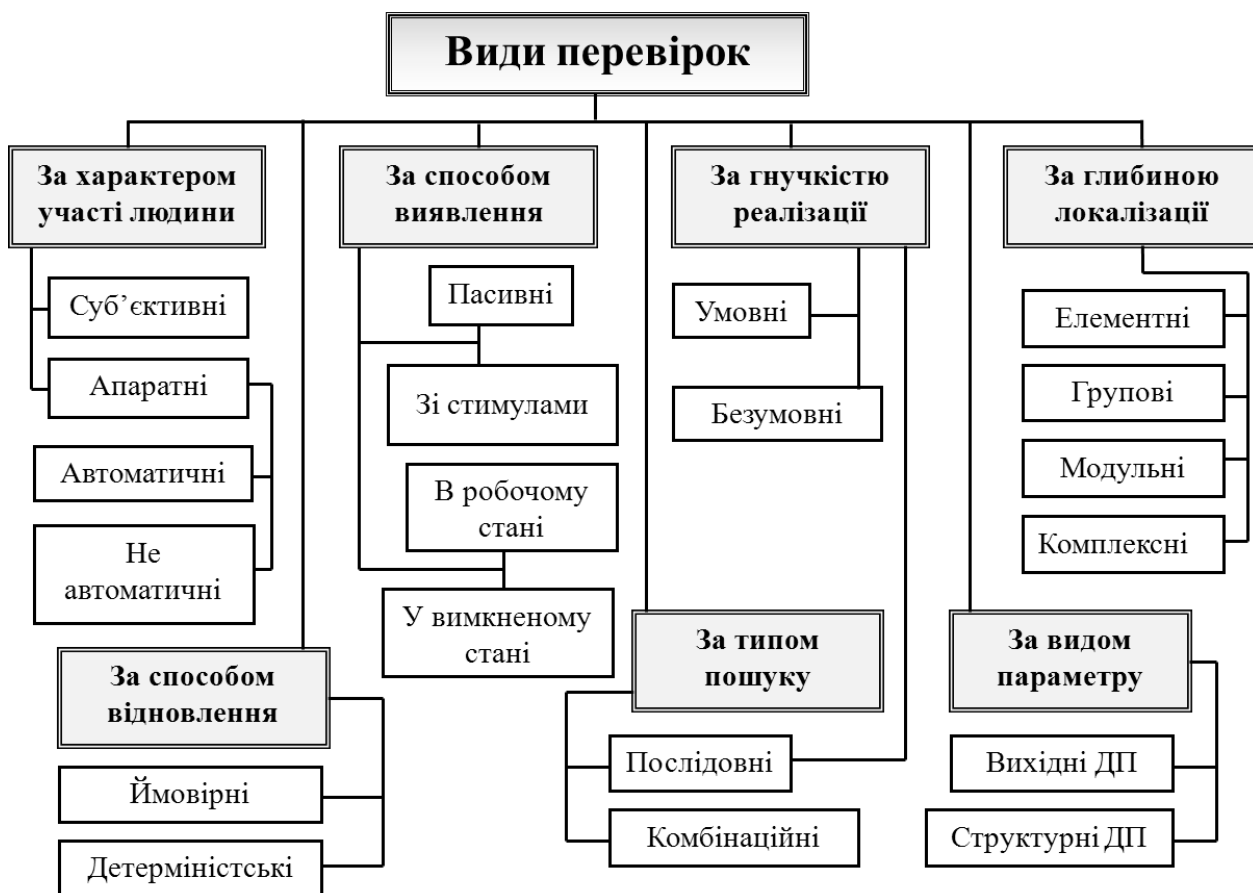 Види перевірок
За характером
участі людини
Суб’єктивні
Апаратні
Автоматичні
Не
автоматичні
За способом
виявлення
Пасивні
Зі стимулами
В робочому
стані
У вимкненому
стані
За гнучкістю
реалізації
Умовні
Безумовні
За глибиною
локалізації
Елементні
Групові
Модульні
Комплексні
За способом
відновлення
Ймовірні
Детерміністські
За типом
пошуку
Послідовні
Комбінаційні
За видом
параметру
Вихідні ДП
Структурні ДП